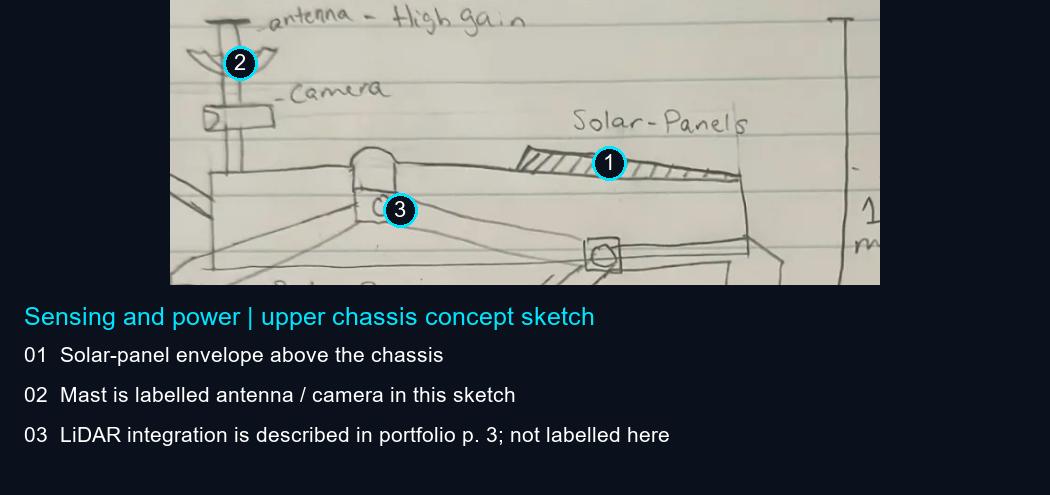 antenna - High gain
2
- Camera
Solar-Panels
1
3
1
m
Sensing and power | upper chassis concept sketch
01 Solar-panel envelope above the chassis
02 Mast is labelled antenna / camera in this sketch
03 LiDAR integration is described in portfolio p. 3; not labelled here